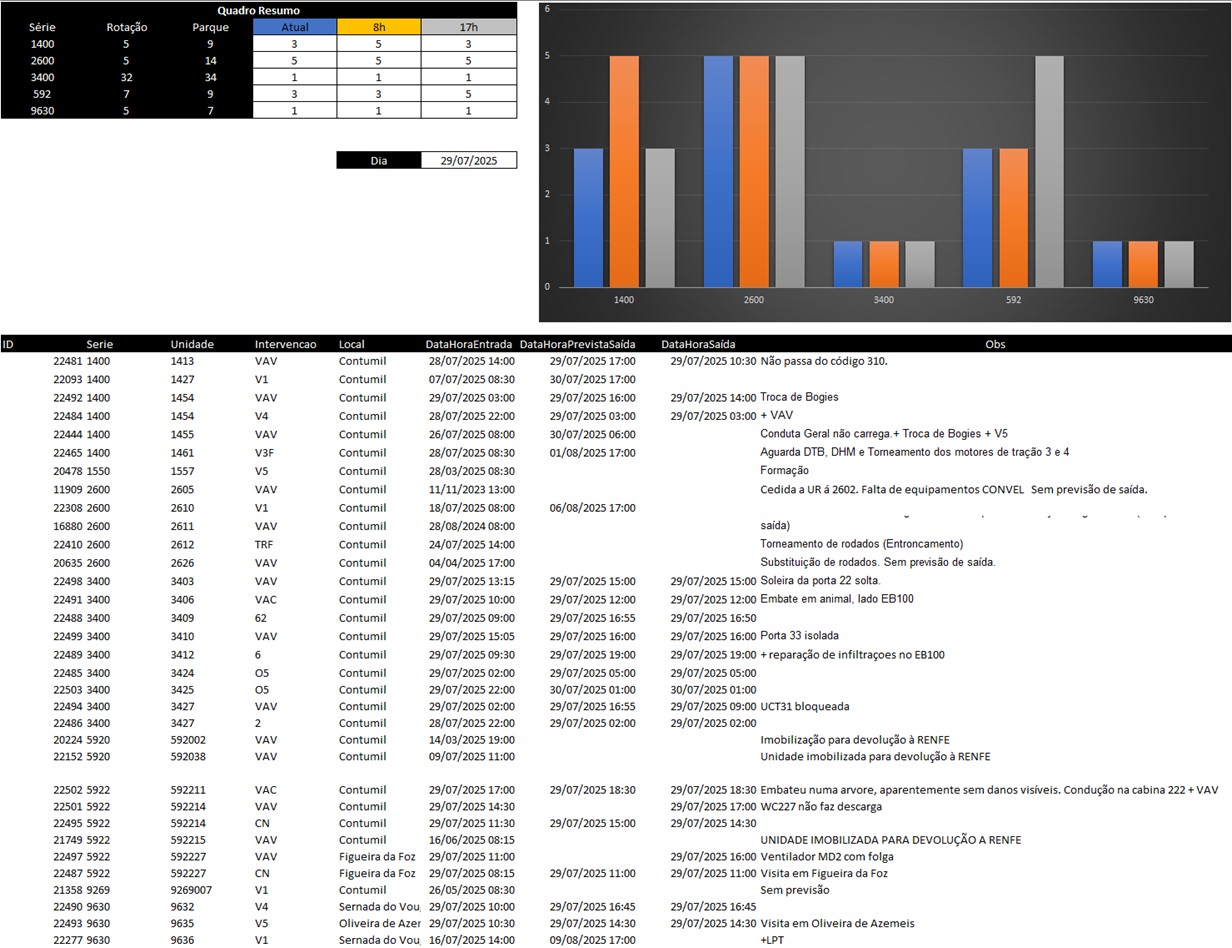 Quadro Resumo
Série Rotação Parque Atual 8h 17h
1400 5 9 3 5 3
2600 5 14 5 5 5
3400 32 34 1 1 1
592 7 9 3 3 5
9630 5 7 1 1 1
Dia 29/07/2025
6
5
4
3
2
1
0
1400 2600 3400 592 9630
ID Serie Unidade Intervencao Local DataHoraEntrada DataHoraPrevistaSaída DataHoraSaída Obs
22481 1400 1413 VAV Contumil 28/07/2025 14:00 29/07/2025 17:00 29/07/2025 10:30 Não passa do código 310.
22093 1400 1427 V1 Contumil 07/07/2025 08:30 30/07/2025 17:00
22492 1400 1454 VAV Contumil 29/07/2025 03:00 29/07/2025 16:00 29/07/2025 14:00 Troca de Bogies
22484 1400 1454 V4 Contumil 28/07/2025 22:00 29/07/2025 03:00 29/07/2025 03:00 + VAV
22444 1400 1455 VAV Contumil 26/07/2025 08:00 30/07/2025 06:00 Conduta Geral não carrega.+ Troca de Bogies + V5
22465 1400 1461 V3F Contumil 28/07/2025 08:30 01/08/2025 17:00 Aguarda DTB, DHM e Torneamento dos motores de tração 3 e 4
20478 1550 1557 V5 Contumil 28/03/2025 08:30 Formação
11909 2600 2605 VAV Contumil 11/11/2023 13:00 Cedida a UR á 2602. Falta de equipamentos CONVEL Sem previsão de saída.
22308 2600 2610 V1 Contumil 18/07/2025 08:00 06/08/2025 17:00
16880 2600 2611 VAV Contumil 28/08/2024 08:00 saída)
22410 2600 2612 TRF Contumil 24/07/2025 14:00 Torneamento de rodados (Entroncamento)
20635 2600 2626 VAV Contumil 04/04/2025 17:00 Substituição de rodados. Sem previsão de saída.
22498 3400 3403 VAV Contumil 29/07/2025 13:15 29/07/2025 15:00 29/07/2025 15:00 Soleira da porta 22 solta.
22491 3400 3406 VAC Contumil 29/07/2025 10:00 29/07/2025 12:00 29/07/2025 12:00 Embate em animal, lado EB100
22488 3400 3409 62 Contumil 29/07/2025 09:00 29/07/2025 16:55 29/07/2025 16:50
22499 3400 3410 VAV Contumil 29/07/2025 15:05 29/07/2025 16:00 29/07/2025 16:00 Porta 33 isolada
22489 3400 3412 6 Contumil 29/07/2025 09:30 29/07/2025 19:00 29/07/2025 19:00 + reparação de infiltraçoes no EB100
22485 3400 3424 O5 Contumil 29/07/2025 02:00 29/07/2025 05:00 29/07/2025 05:00
22503 3400 3425 O5 Contumil 29/07/2025 22:00 30/07/2025 01:00 30/07/2025 01:00
22494 3400 3427 VAV Contumil 29/07/2025 02:00 29/07/2025 16:55 29/07/2025 09:00 UCT31 bloqueada
22486 3400 3427 2 Contumil 28/07/2025 22:00 29/07/2025 02:00 29/07/2025 02:00
20224 5920 592002 VAV Contumil 14/03/2025 19:00 Imobilização para devolução à RENFE
22152 5920 592038 VAV Contumil 09/07/2025 11:00 Unidade imobilizada para devolução à RENFE
22502 5922 592211 VAC Contumil 29/07/2025 17:00 29/07/2025 18:30 29/07/2025 18:30 Embateu numa arvore, aparentemente sem danos visíveis. Condução na cabina 222 + VAV
22501 5922 592214 VAV Contumil 29/07/2025 14:30 29/07/2025 17:00 WC227 não faz descarga
22495 5922 592214 CN Contumil 29/07/2025 11:30 29/07/2025 15:00 29/07/2025 14:30
21749 5922 592215 VAV Contumil 16/06/2025 08:15 UNIDADE IMOBILIZADA PARA DEVOLUÇÃO A RENFE
22497 5922 592227 VAV Figueira da Foz 29/07/2025 11:00 29/07/2025 16:00 Ventilador MD2 com folga
22487 5922 592227 CN Figueira da Foz 29/07/2025 08:15 29/07/2025 11:00 29/07/2025 11:00 Visita em Figueira da Foz
21358 9269 9269007 V1 Contumil 26/05/2025 08:30 Sem previsão
22490 9630 9632 V4 Sernada do Vou 29/07/2025 10:00 29/07/2025 16:45 29/07/2025 16:45
22493 9630 9635 V5 Oliveira de Azer 29/07/2025 10:30 29/07/2025 14:30 29/07/2025 14:30 Visita em Oliveira de Azemeis
22277 9630 9636 V1 Sernada do Vou 16/07/2025 14:00 09/08/2025 17:00 +LPT